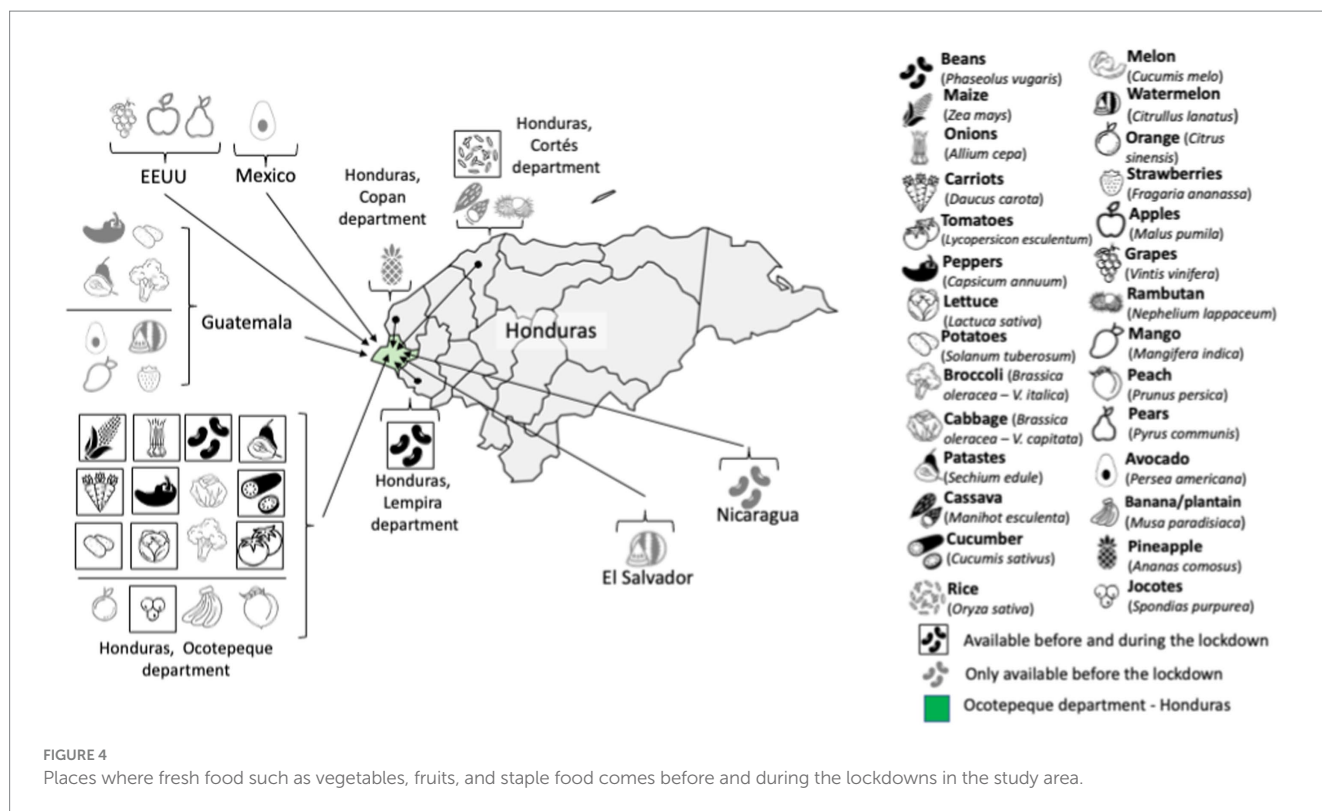 EEUU
Mexico
Honduras,
Copan
department
Honduras,
Cortés
department
Guatemala
Honduras
Honduras,
Lempira
department
Nicaragua
El Salvador
Honduras, Ocotepeque
department
Beans
(Phaseolus vugaris)
Maize
(Zea mays)
Onions
(Allium cepa)
Carriots
(Daucus carota)
Tomatoes
(Lycopersicon esculentum)
Peppers
(Capsicum annuum)
Lettuce
(Lactuca sativa)
Potatoes
(Solanum tuberosum)
Broccoli (Brassica
oleracea – V. italica)
Cabbage (Brassica
oleracea – V. capitata)
Patastes
(Sechium edule)
Cassava
(Manihot esculenta)
Cucumber
(Cucumis sativus)
Rice
(Oryza sativa)
Melon
(Cucumis melo)
Watermelon
(Citrullus lanatus)
Orange (Citrus
sinensis)
Strawberries
(Fragaria ananassa)
Apples
(Malus pumila)
Grapes
(Vintis vinifera)
Rambutan
(Nephelium lappaceum)
Mango
(Mangifera indica)
Peach
(Prunus persica)
Pears
(Pyrus communis)
Avocado
(Persea americana)
Banana/plantain
(Musa paradisiaca)
Pineapple
(Ananas comosus)
Jocotes
(Spondias purpurea)
Available before and during the lockdown
Only available before the lockdown
Ocotepeque department - Honduras
FIGURE 4
Places where fresh food such as vegetables, fruits, and staple food comes before and during the lockdowns in the study area.